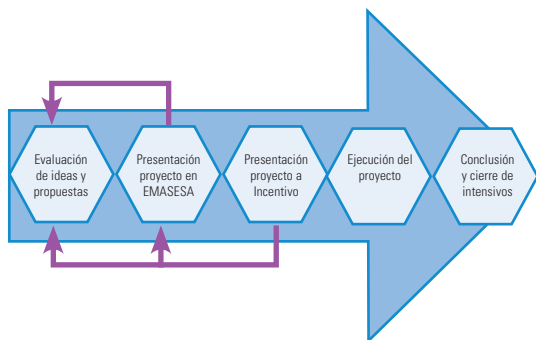 Evaluación
de ideas y
propuestas
Presentación
proyecto en
EMASESA
Presentación
proyecto a
Incentivo
Ejecución del
proyecto
Conclusión
y cierre de
intensivos